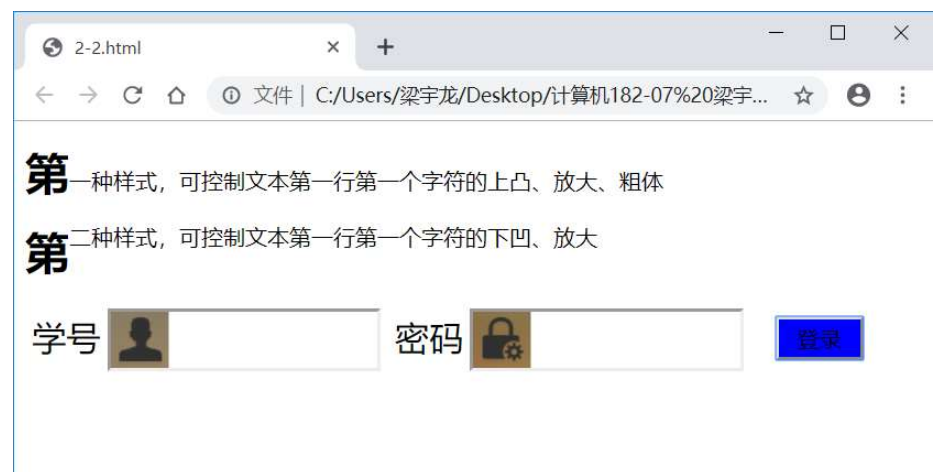 2-2.html
文件 | C:/Users/梁宇龙/Desktop/计算机182-07%20梁宇...
第一种样式，可控制文本第一行第一个字符的上凸、放大、粗体
第二种样式，可控制文本第一行第一个字符的下凹、放大
学号 密码 登录